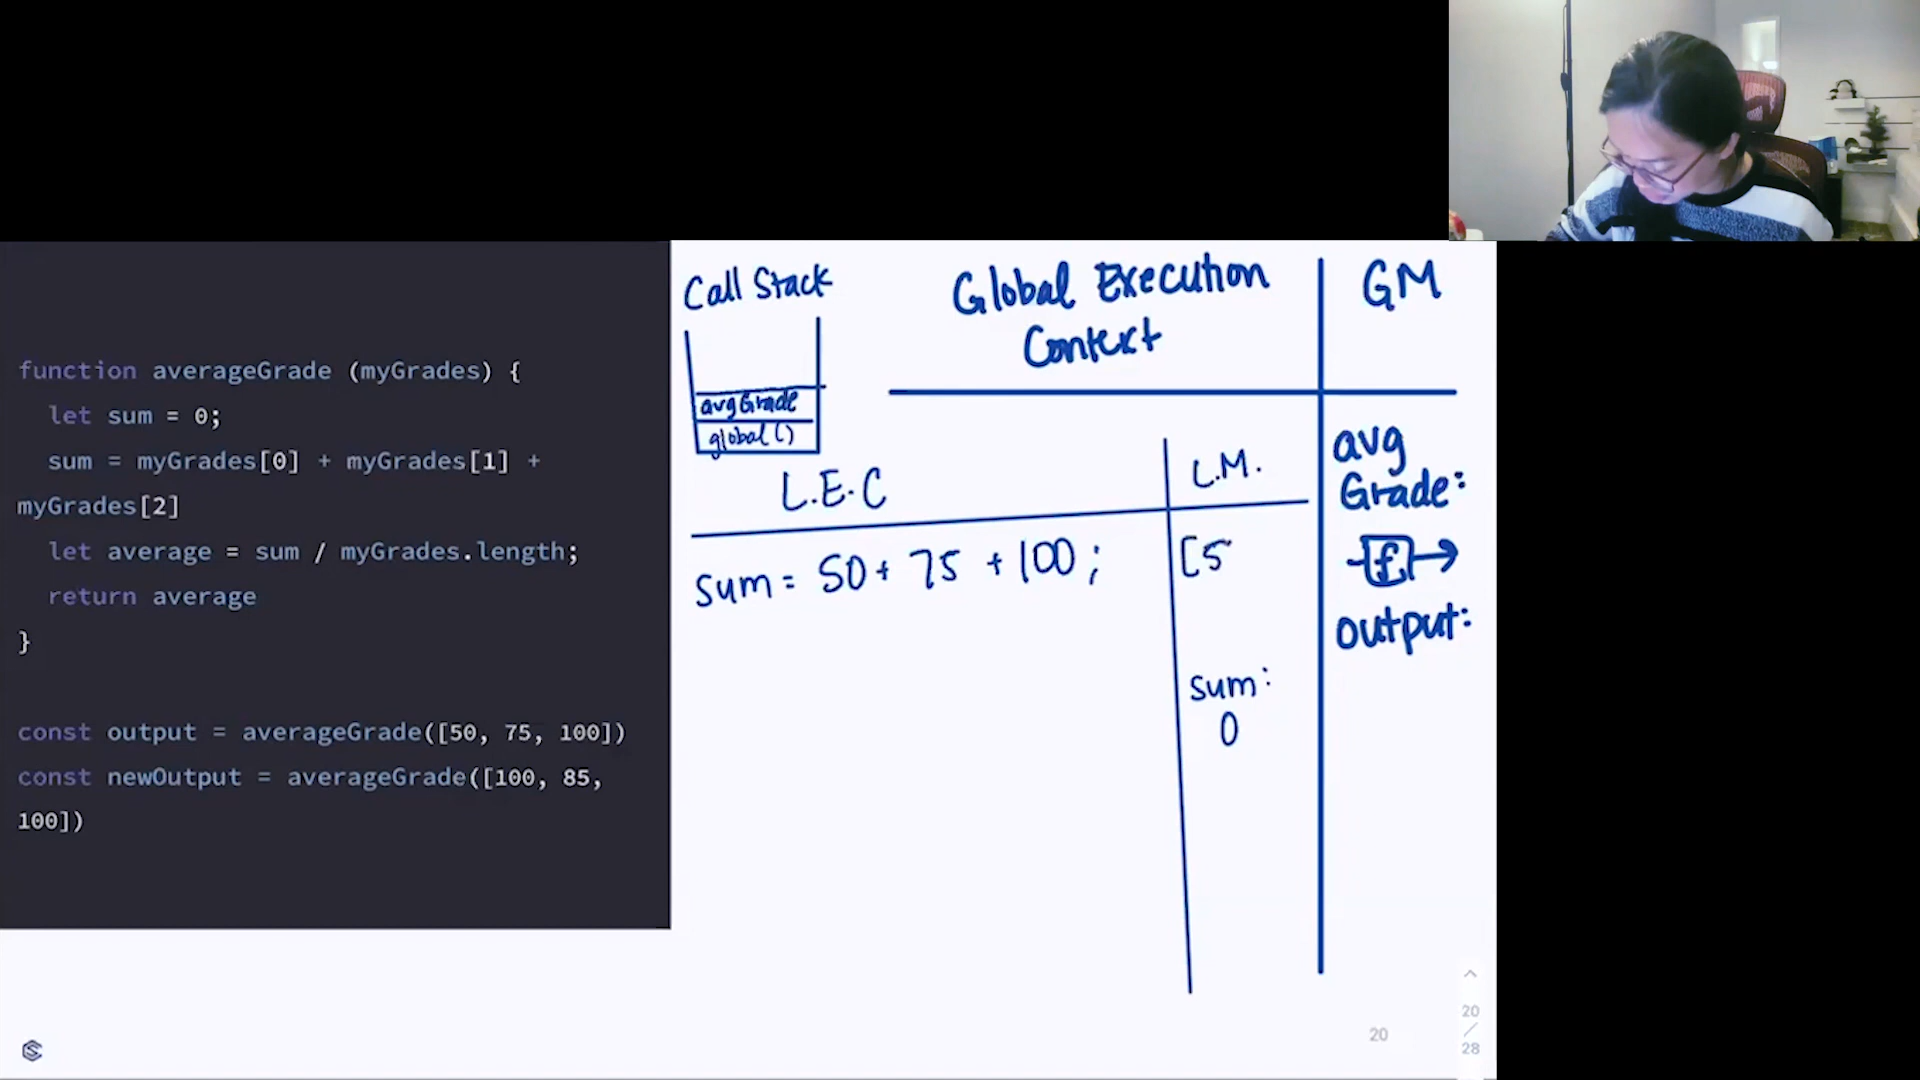 function averageGrade (myGrades) {
let sum = 0;
sum = myGrades[0] + myGrades[1] +
myGrades[2]
let average = sum / myGrades.length;
return average
}
const output = averageGrade([50, 75, 100])
const newOutput = averageGrade([100, 85,
100])
Call Stack
avgGrade
global()
Global Execution
Context
GM
L.E.C
L.M.
sum = 50 + 75 + 100;
[5
sum:
0
avg
Grade:
f
output:
20
20
/
28